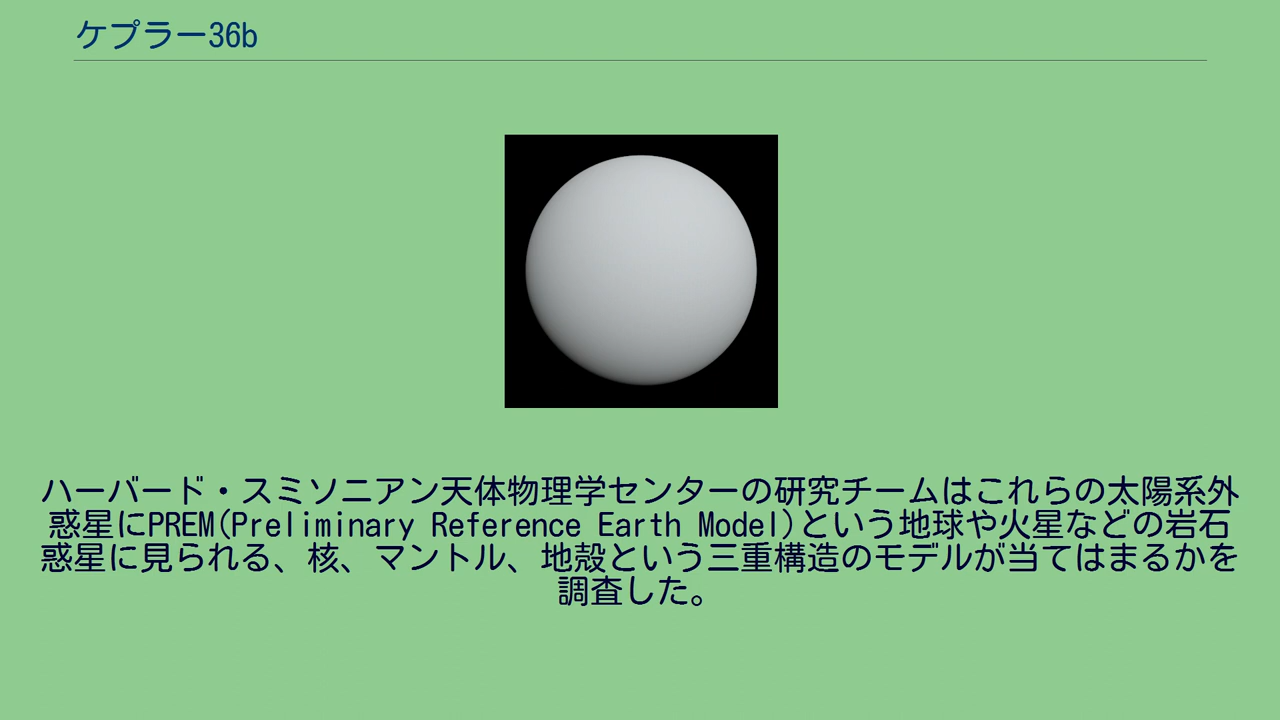 ケプラー36b
ハーバード・スミソニアン天体物理学センターの研究チームはこれらの太陽系外
惑星にPREM(Preliminary Reference Earth Model)という地球や火星などの岩石
惑星に見られる、核、マントル、地殻という三重構造のモデルが当てはまるかを
調査した。